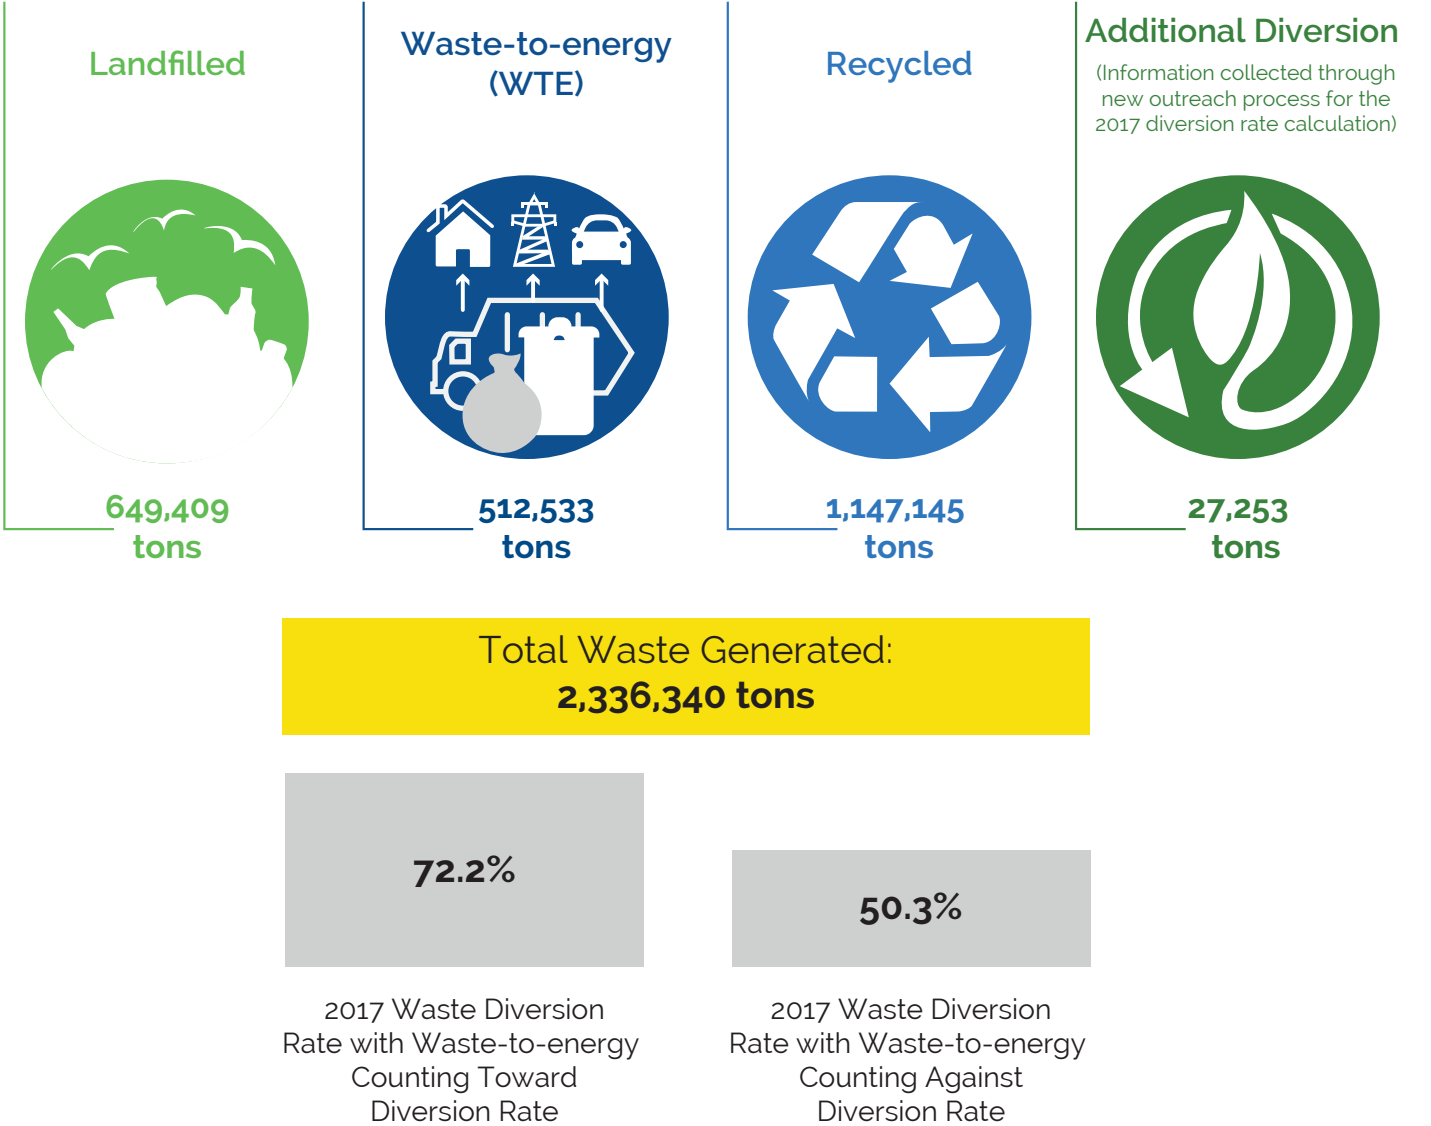 Landfilled
Waste-to-energy
(WTE)
Recycled
Additional Diversion
(Information collected through
new outreach process for the
2017 diversion rate calculation)
649,409
tons
512,533
tons
1,147,145
tons
27,253
tons
Total Waste Generated:
2,336,340 tons
72.2%
50.3%
2017 Waste Diversion
Rate with Waste-to-energy
Counting Toward
Diversion Rate
2017 Waste Diversion
Rate with Waste-to-energy
Counting Against
Diversion Rate